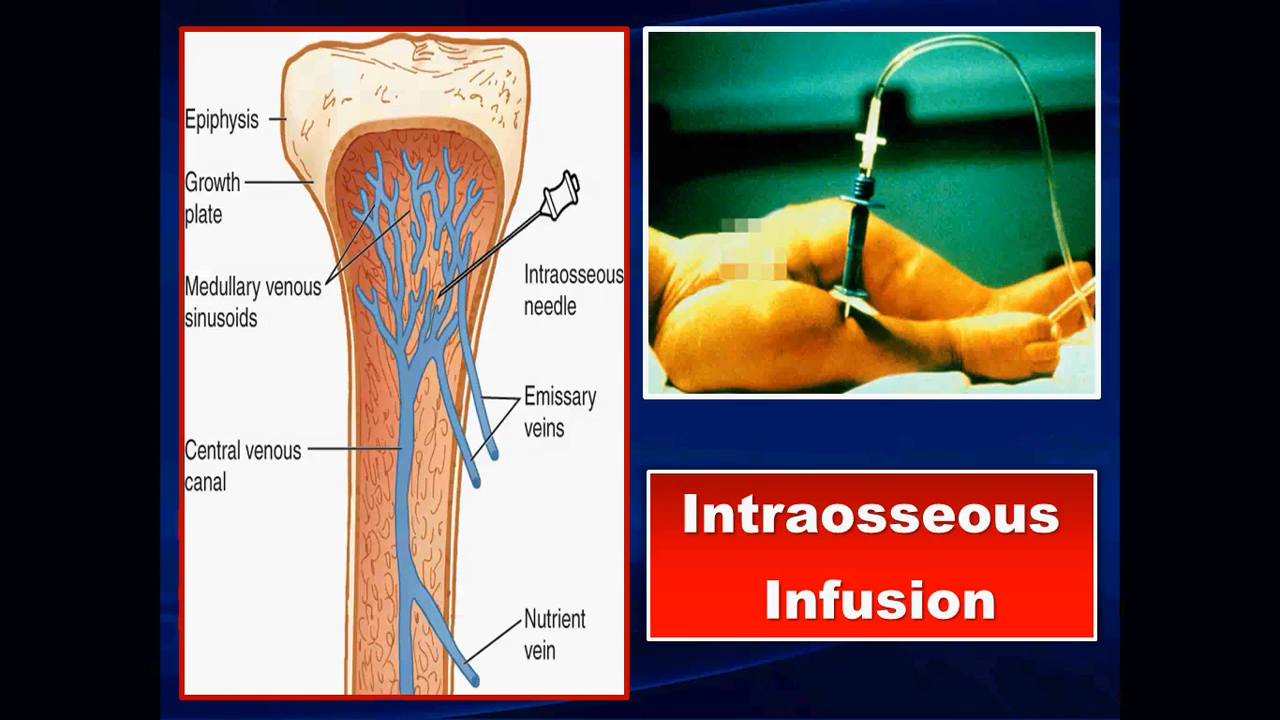 Epiphysis
Growth
plate
Medullary venous
sinusoids
Central venous
canal
Intraosseous
needle
Emissary
veins
Nutrient
vein
Intraosseous
Infusion